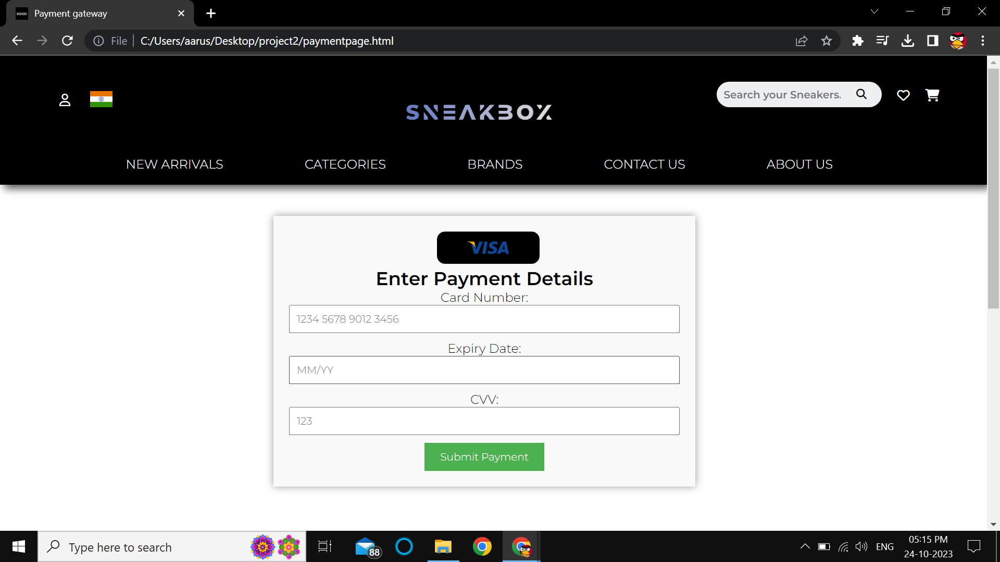 Payment gateway
File
C:/Users/aarus/Desktop/project2/paymentpage.html
Search your Sneakers.
SNEAKBOX
NEW ARRIVALS
CATEGORIES
BRANDS
CONTACT US
ABOUT US
VISA
Enter Payment Details
Card Number:
1234 5678 9012 3456
Expiry Date:
MM/YY
CVV:
123
Submit Payment
Type here to search
88
ENG
05:15 PM
24-10-2023